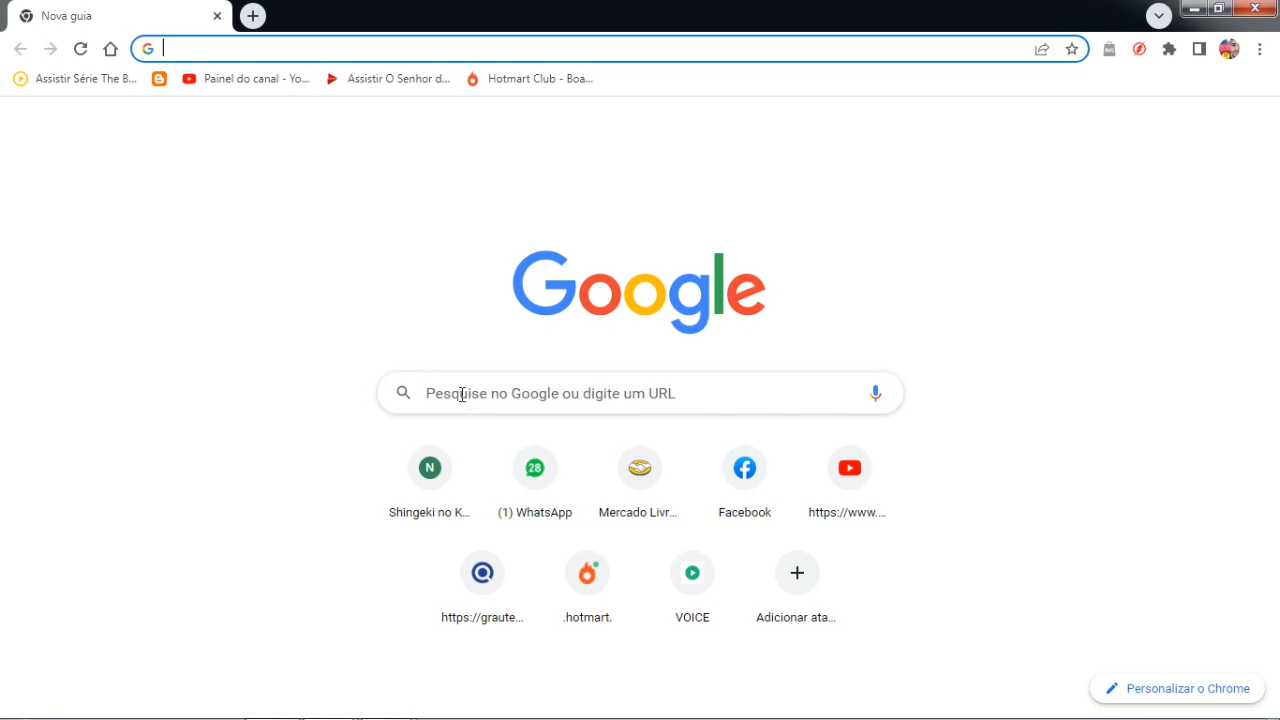 Nova guia
Assistir Série The B... Painel do canal - Yo... Assistir O Senhor d... Hotmart Club - Boa...
Google
Pesquise no Google ou digite um URL
N 28
Shingeki no K... (1) WhatsApp Mercado Livr... Facebook https://www....
https://graute... .hotmart. VOICE Adicionar ata...
Personalizar o Chrome